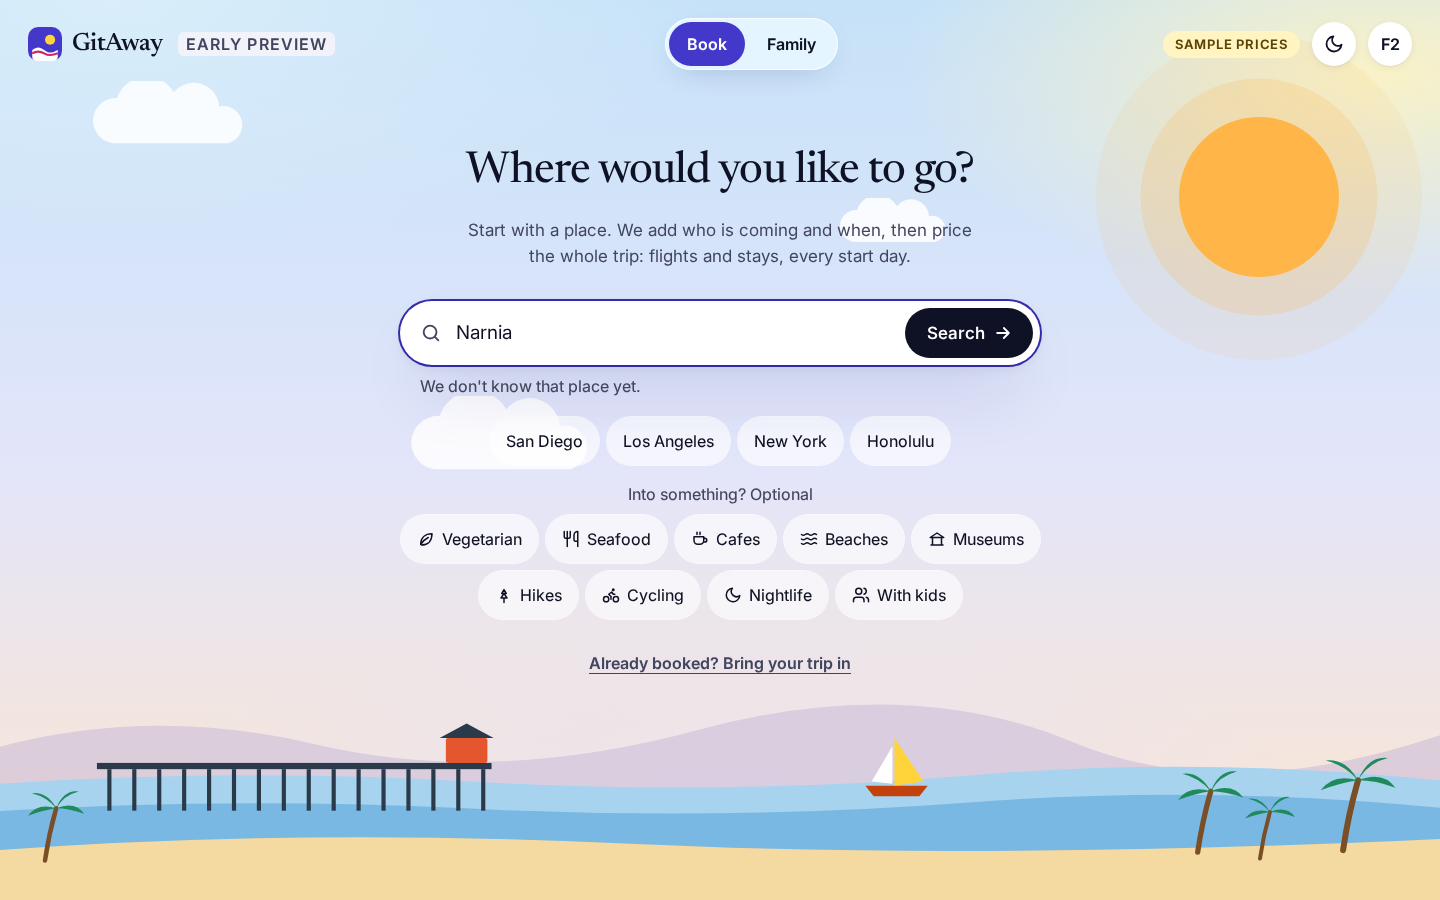 GitAway EARLY PREVIEW
Book Family
SAMPLE PRICES
F2
Where would you like to go?
Start with a place. We add who is coming and when, then price
the whole trip: flights and stays, every start day.
Narnia
Search →
We don't know that place yet.
San Diego Los Angeles New York Honolulu
Into something? Optional
Vegetarian Seafood Cafes Beaches Museums
Hikes Cycling Nightlife With kids
Already booked? Bring your trip in